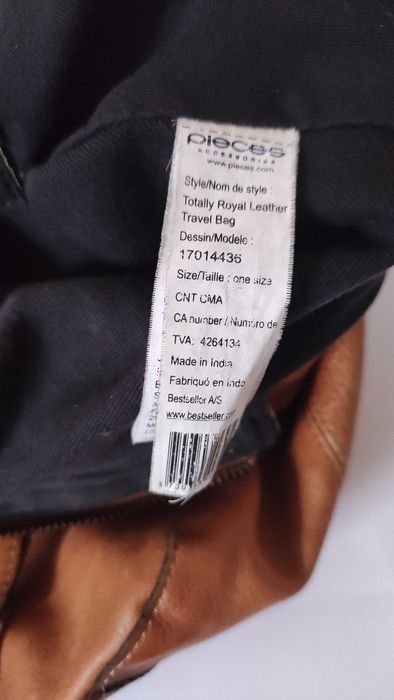 pieces
ACCESSORIES
www.pieces.com
Style/Nom de style :
Totally Royal Leather
Travel Bag
Dessin/Modele :
17014436
Size/Taille : one size
CNT CMA
CA number / Numéro de
TVA: 4264134
Made in India
Fabriqué en Inde
Bestseller A/S
www.bestseller.com